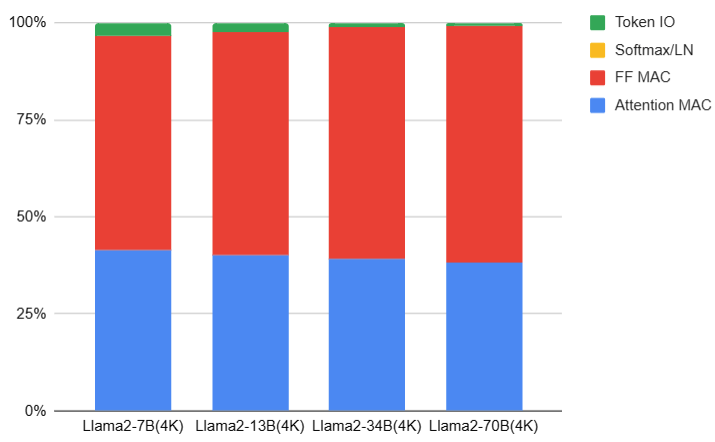 100%
75%
50%
25%
0%
Llama2-7B(4K) Llama2-13B(4K) Llama2-34B(4K) Llama2-70B(4K)
Token IO
Softmax/LN
FF MAC
Attention MAC